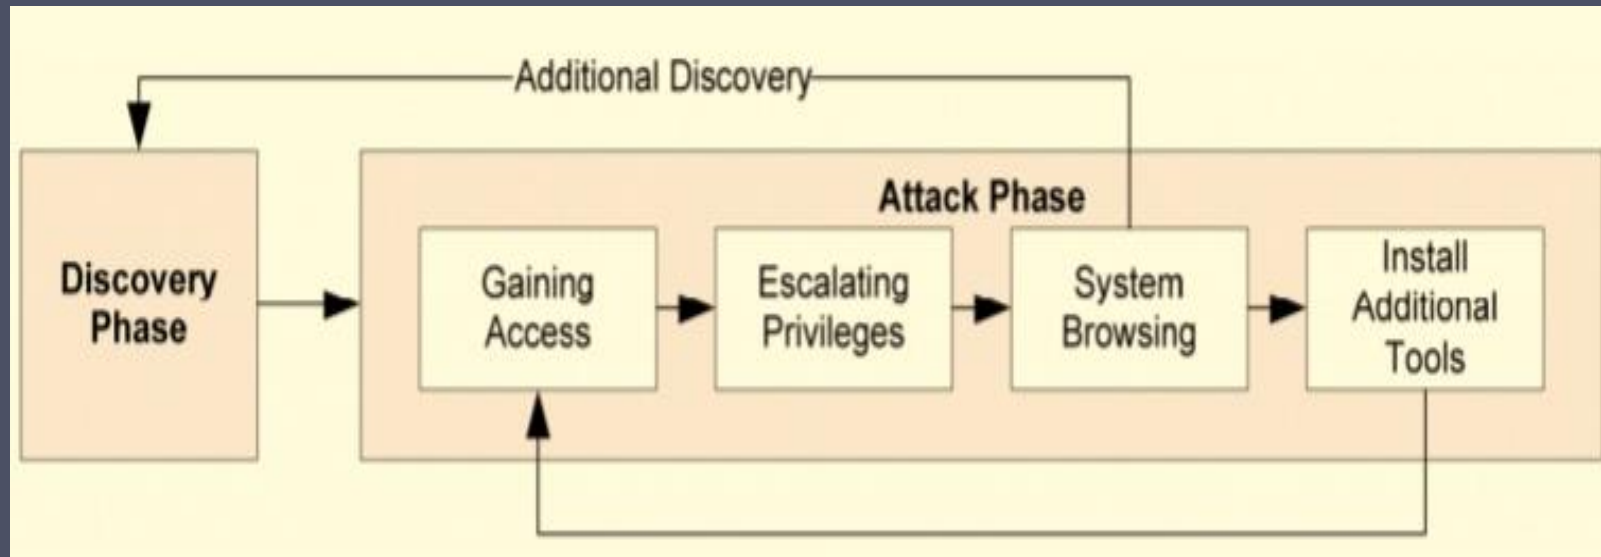 Additional Discovery
Attack Phase
Discovery
Phase
Gaining
Access
Escalating
Privileges
System
Browsing
Install
Additional
Tools